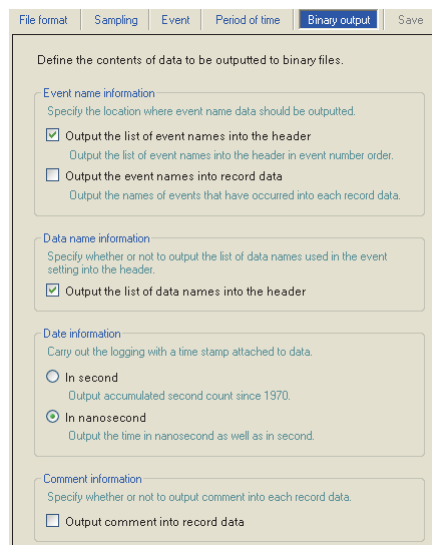 File format Sampling Event Period of time Binary output Save
Define the contents of data to be outputted to binary files.
Event name information
Specify the location where event name data should be outputted.
Output the list of event names into the header
Output the list of event names into the header in event number order.
Output the event names into record data
Output the names of events that have occurred into each record data.
Data name information
Specify whether or not to output the list of data names used in the event
setting into the header.
Output the list of data names into the header
Date information
Carry out the logging with a time stamp attached to data.
In second
Output accumulated second count since 1970.
In nanosecond
Output the time in nanosecond as well as in second.
Comment information
Specify whether or not to output comment into each record data.
Output comment into record data